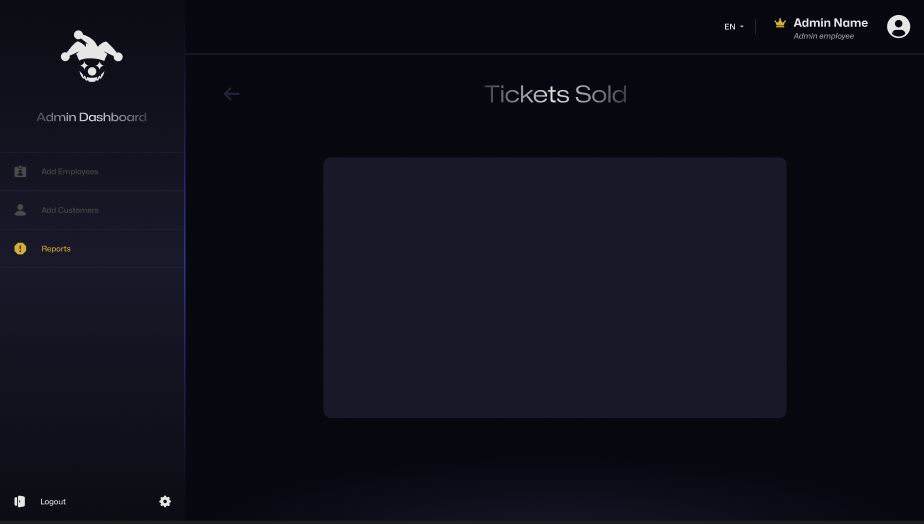 EN
Admin Name
Admin employee
Admin Dashboard
Tickets Sold
Add Employees
Add Customers
Reports
Logout